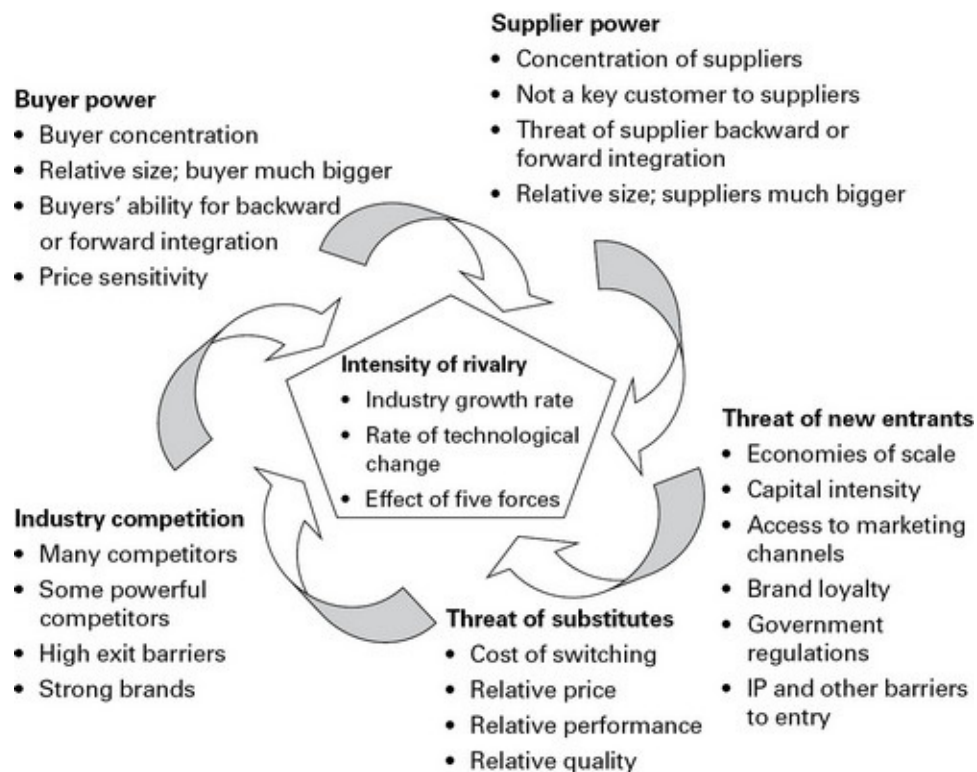 Supplier power
• Concentration of suppliers
• Not a key customer to suppliers
• Threat of supplier backward or
forward integration
• Relative size; suppliers much bigger
Buyer power
• Buyer concentration
• Relative size; buyer much bigger
• Buyers’ ability for backward
or forward integration
• Price sensitivity
Intensity of rivalry
• Industry growth rate
• Rate of technological
change
• Effect of five forces
Threat of new entrants
• Economies of scale
• Capital intensity
• Access to marketing
channels
• Brand loyalty
• Government
regulations
• IP and other barriers
to entry
Industry competition
• Many competitors
• Some powerful
competitors
• High exit barriers
• Strong brands
Threat of substitutes
• Cost of switching
• Relative price
• Relative performance
• Relative quality